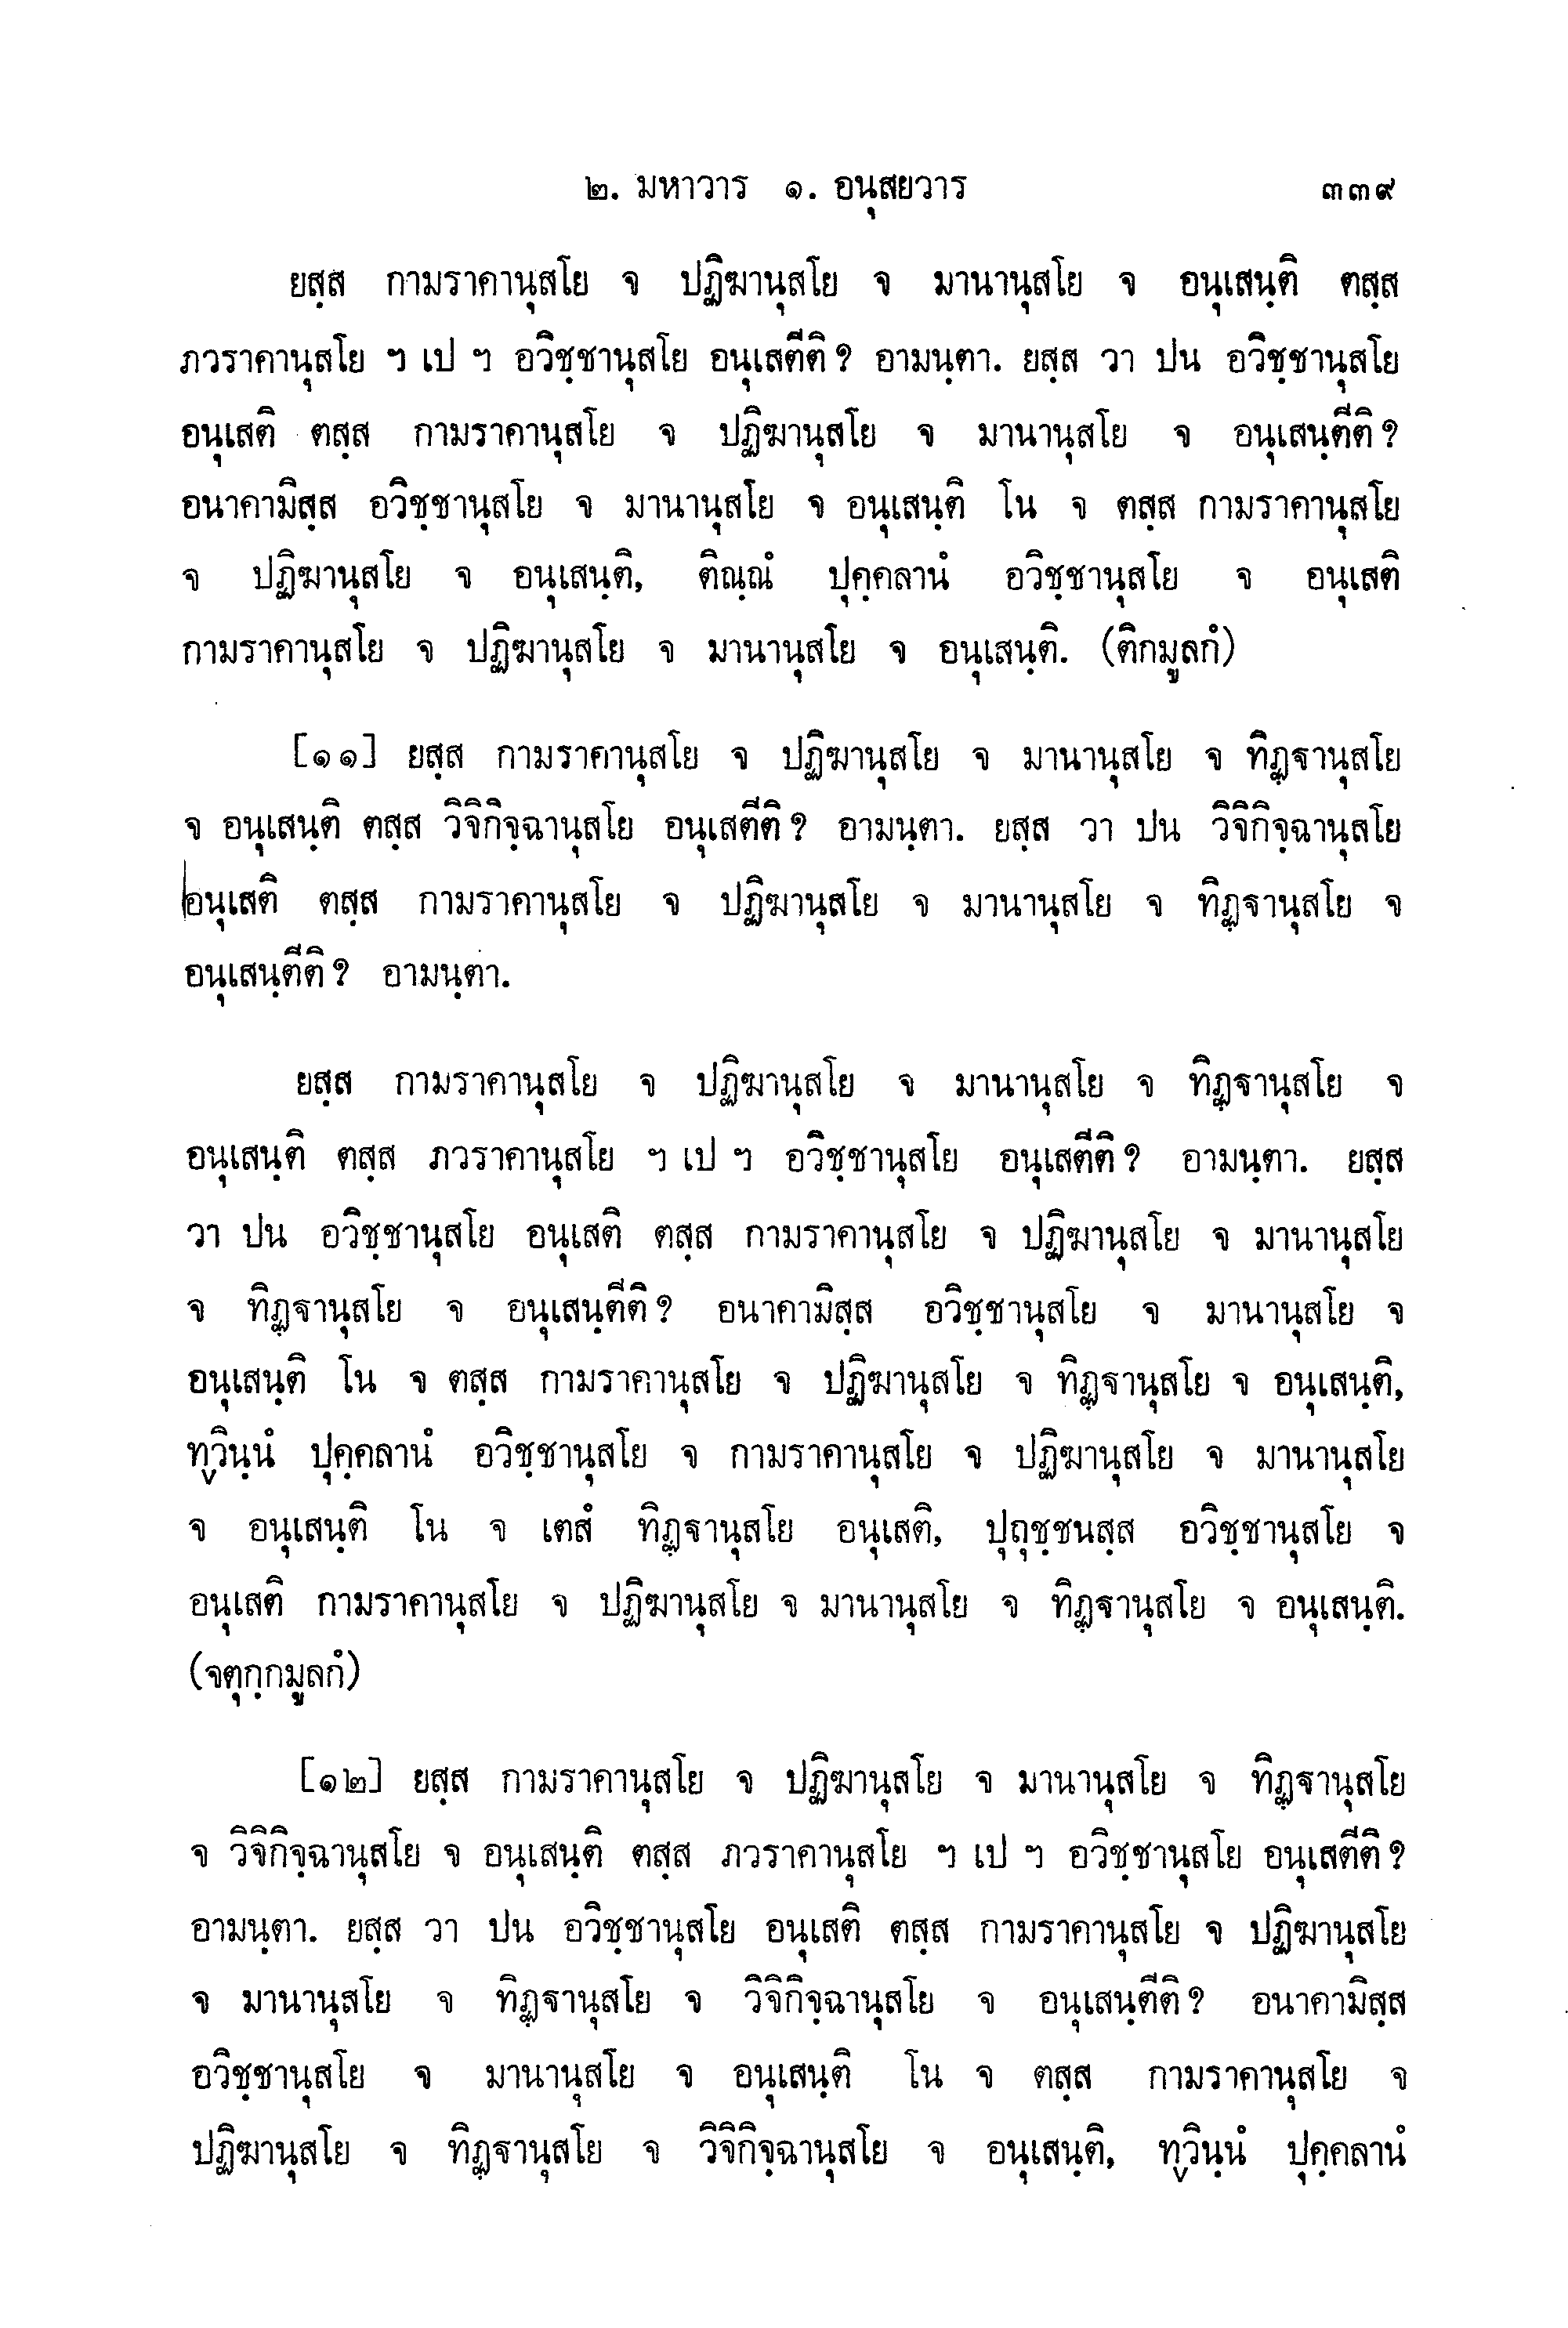 ๒. มหาวาร ๑. อนุสยวาร ๓๓๙
ยสฺส กามราคานุสโย จ ปฏิฆานุสโย จ มานานุสโย จ อนุเสนฺติ ตสฺส
ภวราคานุสโย ฯ เป ฯ อวิชฺชานุสโย อนุเสตีติ? อามนฺตา. ยสฺส วา ปน อวิชฺชานุสโย
อนุเสติ ตสฺส กามราคานุสโย จ ปฏิฆานุสโย จ มานานุสโย จ อนุเสนฺตีติ?
อนาคามิสฺส อวิชฺชานุสโย จ มานานุสโย จ อนุเสนฺติ โน จ ตสฺส กามราคานุสโย
จ ปฏิฆานุสโย จ อนุเสนฺติ, ติณฺณํ ปุคฺคลานํ อวิชฺชานุสโย จ อนุเสติ
กามราคานุสโย จ ปฏิฆานุสโย จ มานานุสโย จ อนุเสนฺติ. (ติกมูลกํ)
[๑๑] ยสฺส กามราคานุสโย จ ปฏิฆานุสโย จ มานานุสโย จ ทิฏฺฐานุสโย
จ อนุเสนฺติ ตสฺส วิจิกิจฺฉานุสโย อนุเสตีติ? อามนฺตา. ยสฺส วา ปน วิจิกิจฺฉานุสโย
อนุเสติ ตสฺส กามราคานุสโย จ ปฏิฆานุสโย จ มานานุสโย จ ทิฏฺฐานุสโย จ
อนุเสนฺตีติ? อามนฺตา.
ยสฺส กามราคานุสโย จ ปฏิฆานุสโย จ มานานุสโย จ ทิฏฺฐานุสโย จ
อนุเสนฺติ ตสฺส ภวราคานุสโย ฯ เป ฯ อวิชฺชานุสโย อนุเสตีติ? อามนฺตา. ยสฺส
วา ปน อวิชฺชานุสโย อนุเสติ ตสฺส กามราคานุสโย จ ปฏิฆานุสโย จ มานานุสโย
จ ทิฏฺฐานุสโย จ อนุเสนฺตีติ? อนาคามิสฺส อวิชฺชานุสโย จ มานานุสโย จ
อนุเสนฺติ โน จ ตสฺส กามราคานุสโย จ ปฏิฆานุสโย จ ทิฏฺฐานุสโย จ อนุเสนฺติ,
ทฺวินฺนํ ปุคฺคลานํ อวิชฺชานุสโย จ กามราคานุสโย จ ปฏิฆานุสโย จ มานานุสโย
จ อนุเสนฺติ โน จ เตสํ ทิฏฺฐานุสโย อนุเสติ, ปุถุชฺชนสฺส อวิชฺชานุสโย จ
อนุเสติ กามราคานุสโย จ ปฏิฆานุสโย จ มานานุสโย จ ทิฏฺฐานุสโย จ อนุเสนฺติ.
(จตุกฺกมูลกํ)
[๑๒] ยสฺส กามราคานุสโย จ ปฏิฆานุสโย จ มานานุสโย จ ทิฏฺฐานุสโย
จ วิจิกิจฺฉานุสโย จ อนุเสนฺติ ตสฺส ภวราคานุสโย ฯ เป ฯ อวิชฺชานุสโย อนุเสตีติ?
อามนฺตา. ยสฺส วา ปน อวิชฺชานุสโย อนุเสติ ตสฺส กามราคานุสโย จ ปฏิฆานุสโย
จ มานานุสโย จ ทิฏฺฐานุสโย จ วิจิกิจฺฉานุสโย จ อนุเสนฺตีติ? อนาคามิสฺส
อวิชฺชานุสโย จ มานานุสโย จ อนุเสนฺติ โน จ ตสฺส กามราคานุสโย จ
ปฏิฆานุสโย จ ทิฏฺฐานุสโย จ วิจิกิจฺฉานุสโย จ อนุเสนฺติ, ทฺวินฺนํ ปุคฺคลานํ